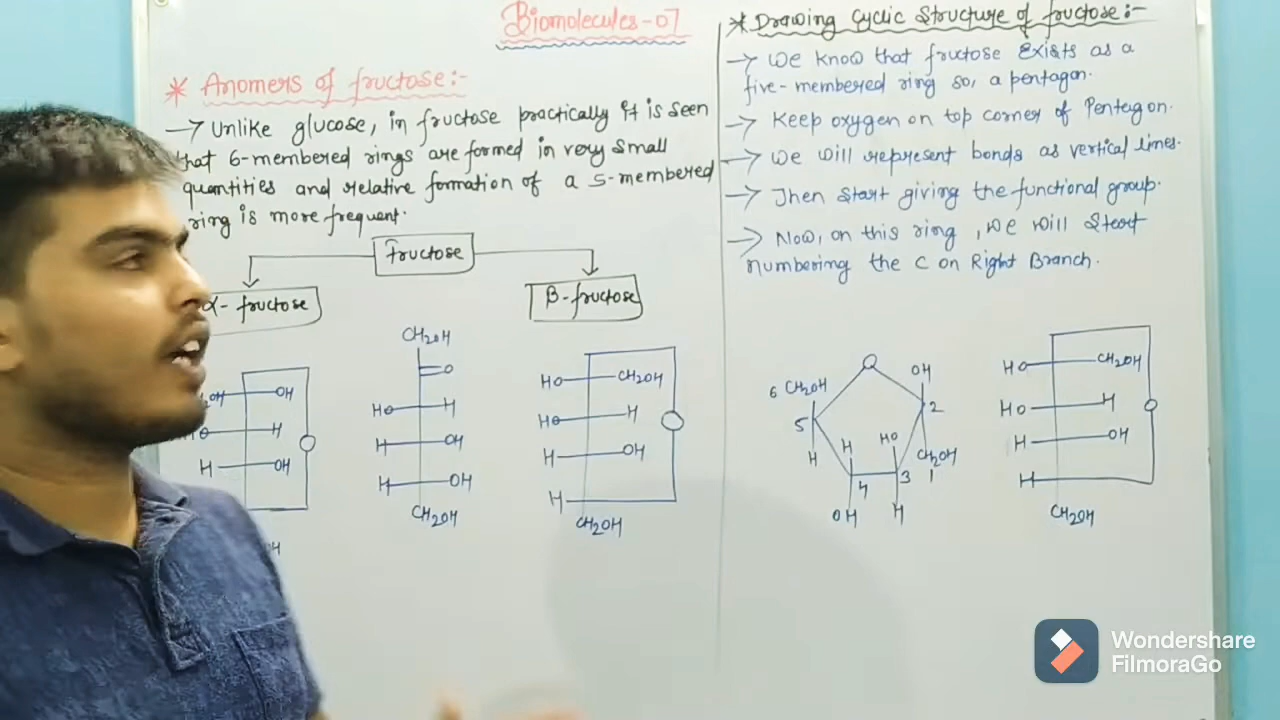 Biomolecules-07
* Anomers of fructose:-
→ Unlike glucose, in fructose practically it is seen
that 6-membered rings are formed in very small
quantities and relative formation of a 5-membered
ring is more frequent.
fructose
α- fructose
β-fructose
OH
H
H OH
CH2OH
O
HO H
H OH
H OH
CH2OH
HO CH2OH
HO H
H OH
O
H
CH2OH
* Drawing Cyclic Structure of fructose:-
→ We know that fructose Exists as a
five-membered ring so, a pentagon.
→ Keep oxygen on top corner of Pentagon.
→ We will represent bonds as vertical lines.
→ Then start giving the functional group.
→ Now, on this ring, we will Start
numbering the C on Right Branch.
O
6 CH2OH OH
5 2
H H HO CH2OH
4 3 1
OH H
HO CH2OH
HO H
H OH
O
H
CH2OH
Wondershare
FilmoraGo